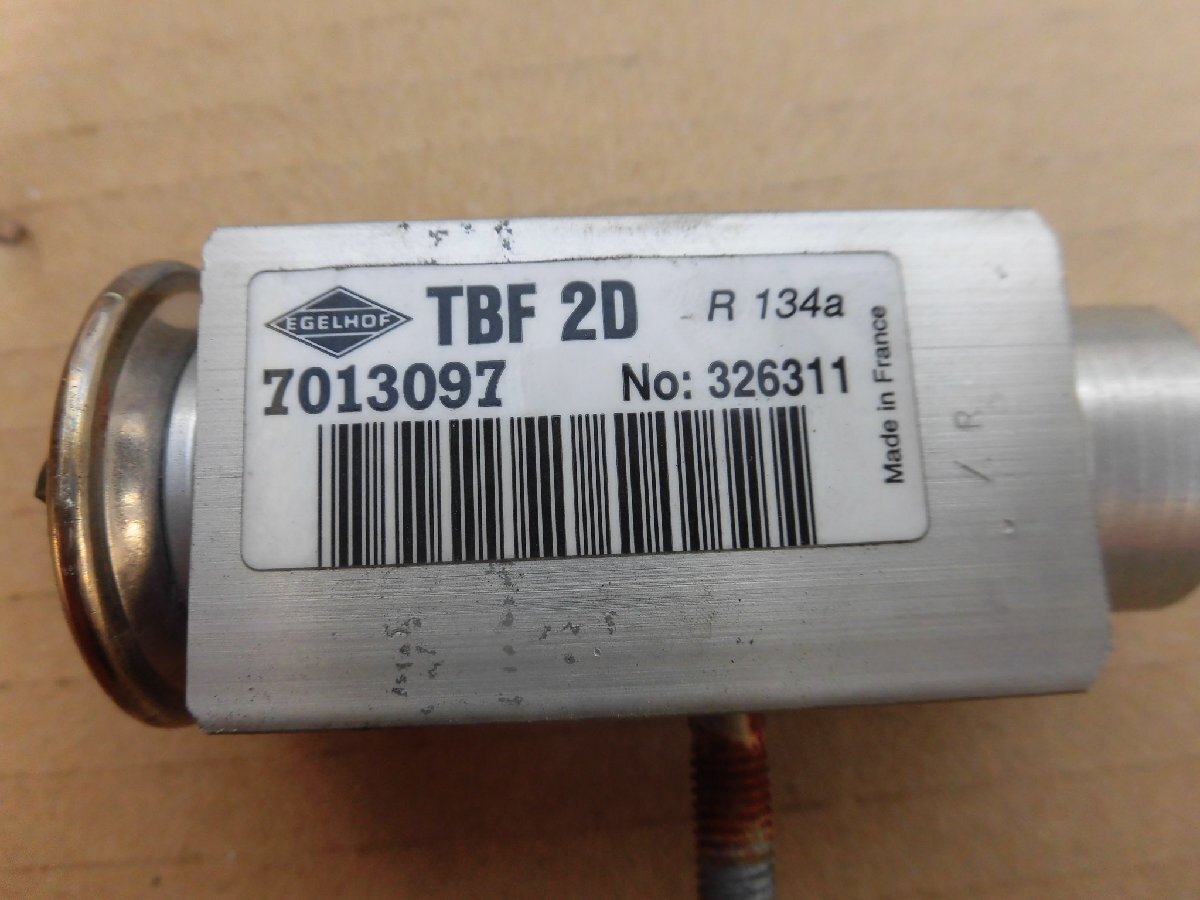 EGELHOF
TBF 2D
R 134a
7013097
No: 326311
Made in France
/ R